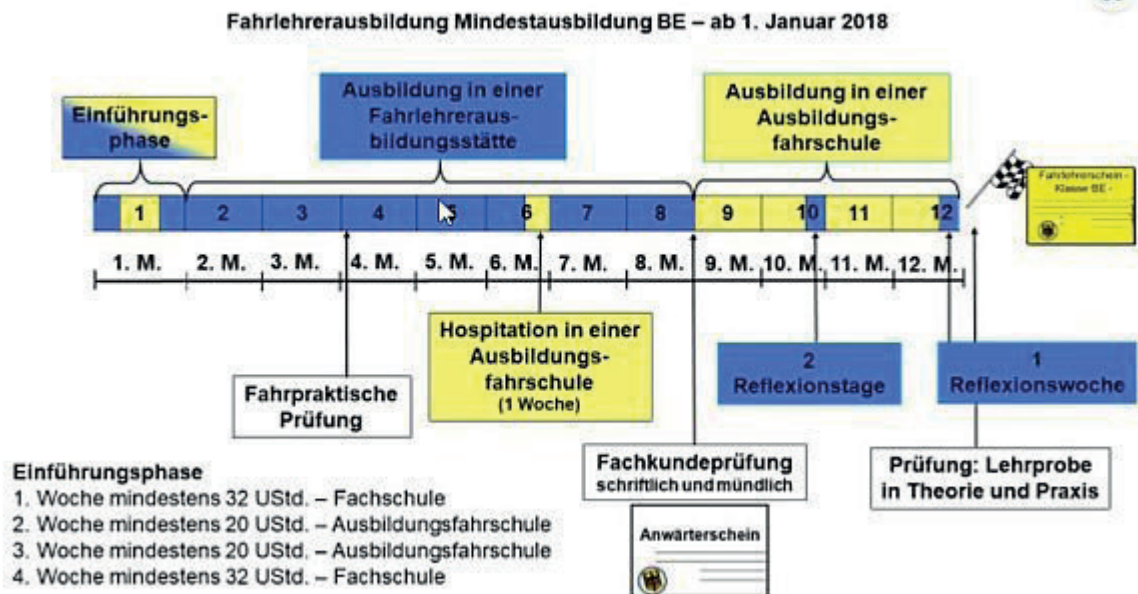 Fahrlehrerausbildung Mindestausbildung BE – ab 1. Januar 2018
Einführungs-
phase
Ausbildung in einer
Fahrlehreraus-
bildungsstätte
Ausbildung in einer
Ausbildungs-
fahrschule
Fahrlehrerschein -
Klasse BE -
1 2 3 4 5 6 7 8 9 10 11 12
1. M. 2. M. 3. M. 4. M. 5. M. 6. M. 7. M. 8. M. 9. M. 10. M. 11. M. 12. M.
Fahrpraktische
Prüfung
Hospitation in einer
Ausbildungs-
fahrschule
(1 Woche)
2
Reflexionstage
1
Reflexionswoche
Fachkundeprüfung
schriftlich und mündlich
Prüfung: Lehrprobe
in Theorie und Praxis
Anwärterschein
Einführungsphase
1. Woche mindestens 32 UStd. – Fachschule
2. Woche mindestens 20 UStd. – Ausbildungsfahrschule
3. Woche mindestens 20 UStd. – Ausbildungsfahrschule
4. Woche mindestens 32 UStd. – Fachschule